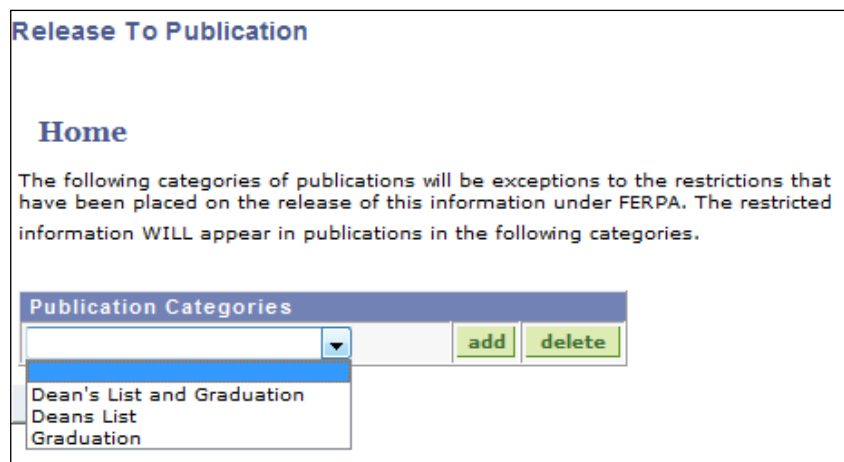 Release To Publication
Home
The following categories of publications will be exceptions to the restrictions that
have been placed on the release of this information under FERPA. The restricted
information WILL appear in publications in the following categories.
Publication Categories
add delete
Dean's List and Graduation
Deans List
Graduation